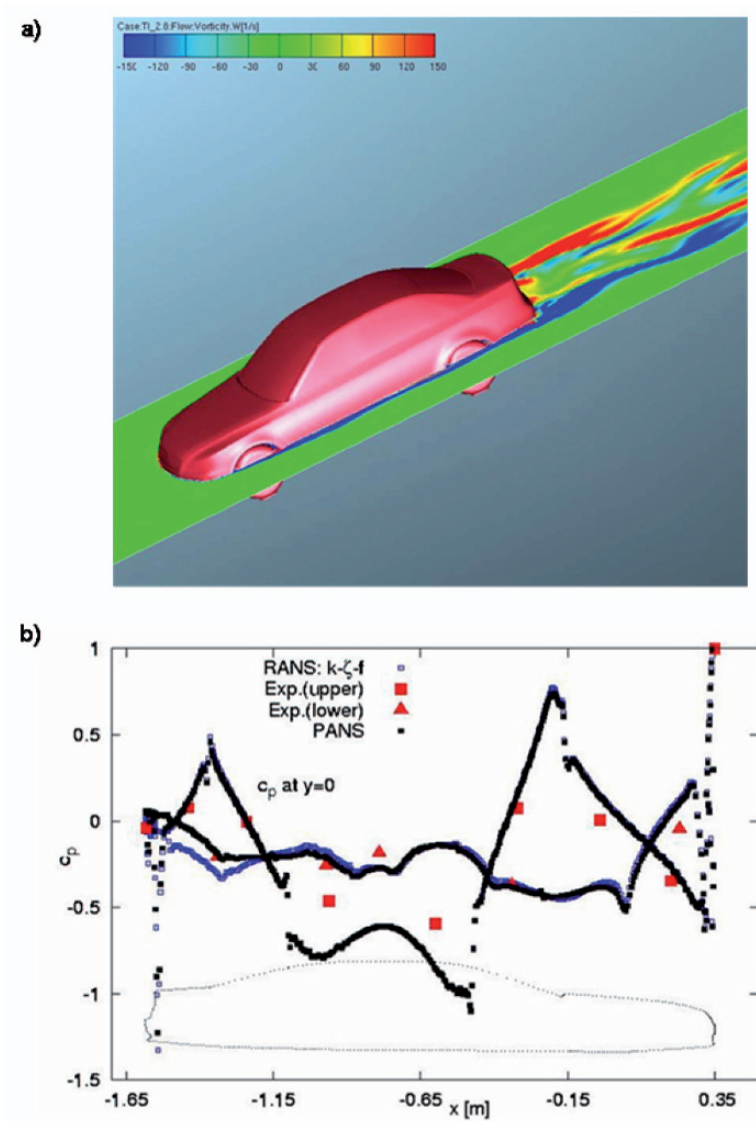 a)
Case:TI_2.8:Flow:Vorticity.W[1/s]
-150 -120 -90 -60 -30 0 30 60 90 120 150
b)
1
RANS: k-ζ-f
Exp.(upper)
0.5
Exp.(lower)
PANS
c_p at y=0
0
c_p
-0.5
-1
-1.5
-1.65 -1.15 -0.65 -0.15 0.35
x [m]